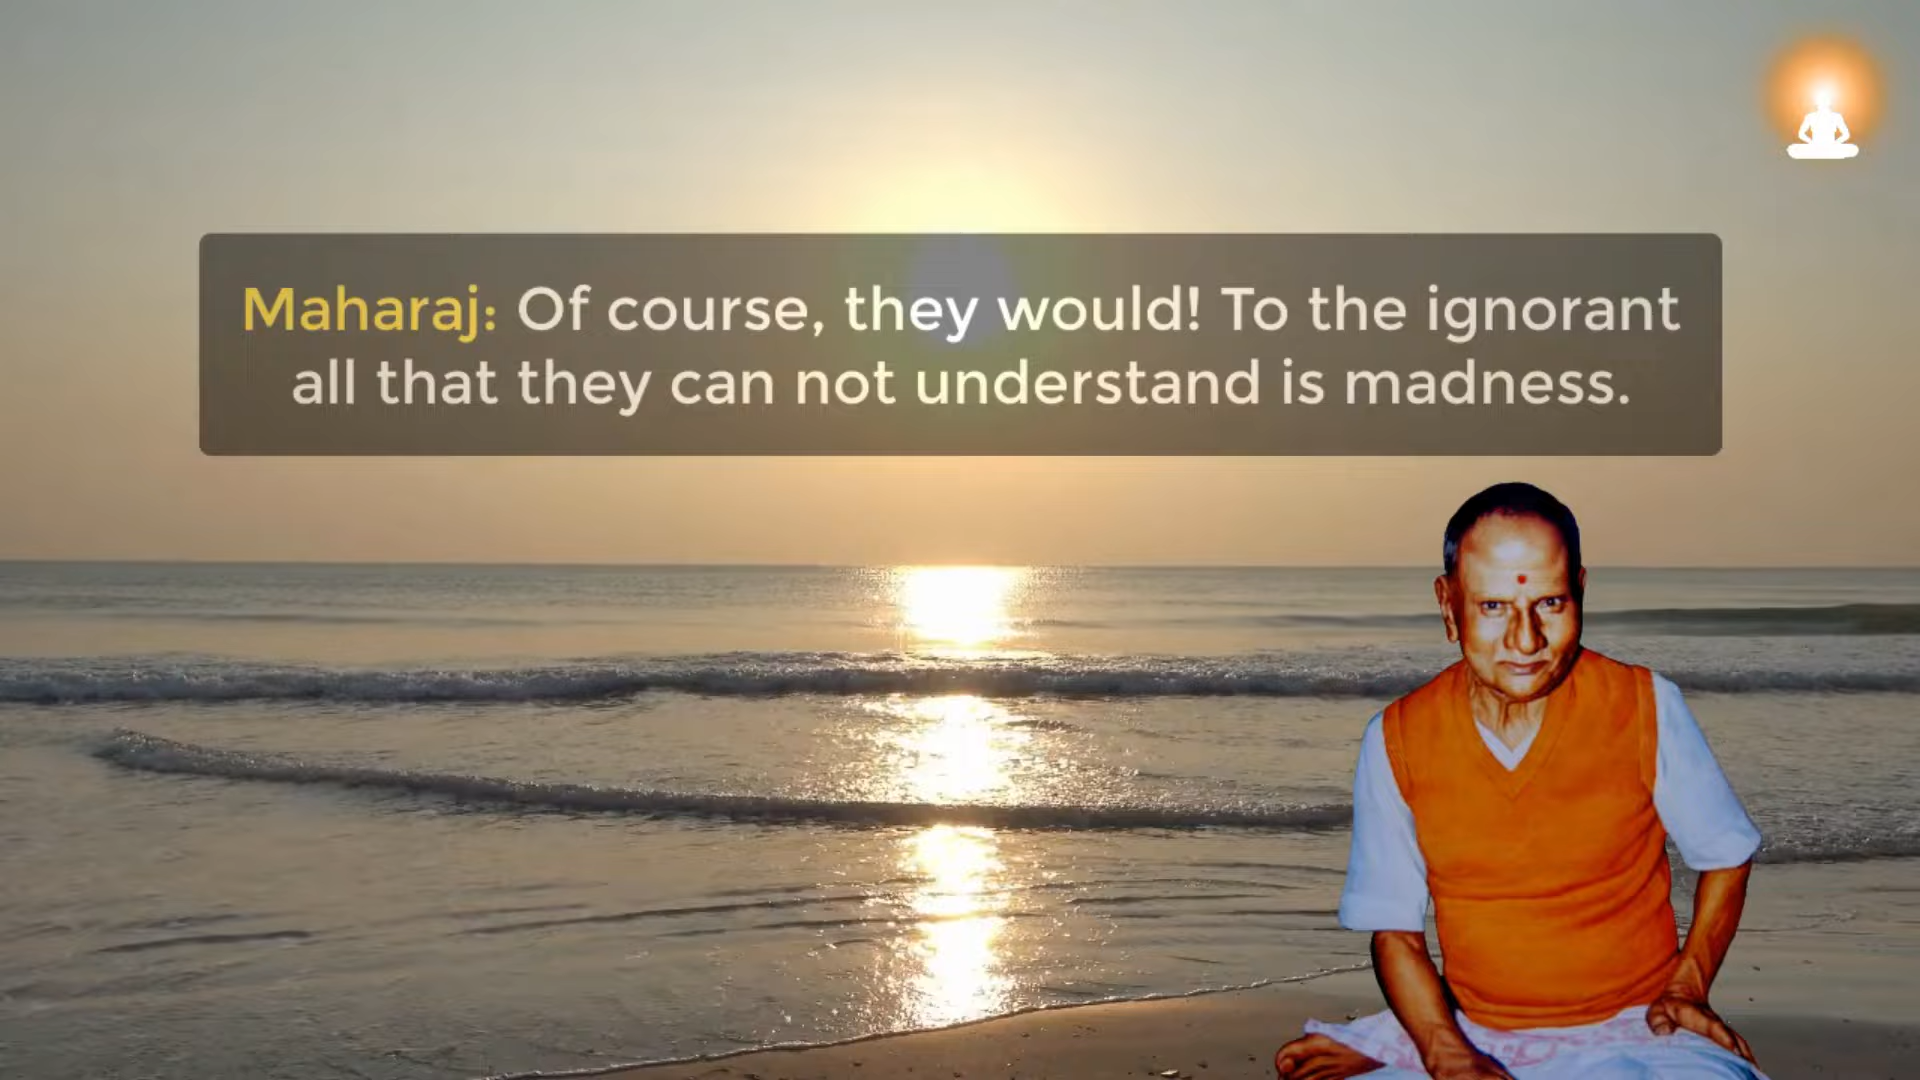 Maharaj: Of course, they would! To the ignorant
all that they can not understand is madness.